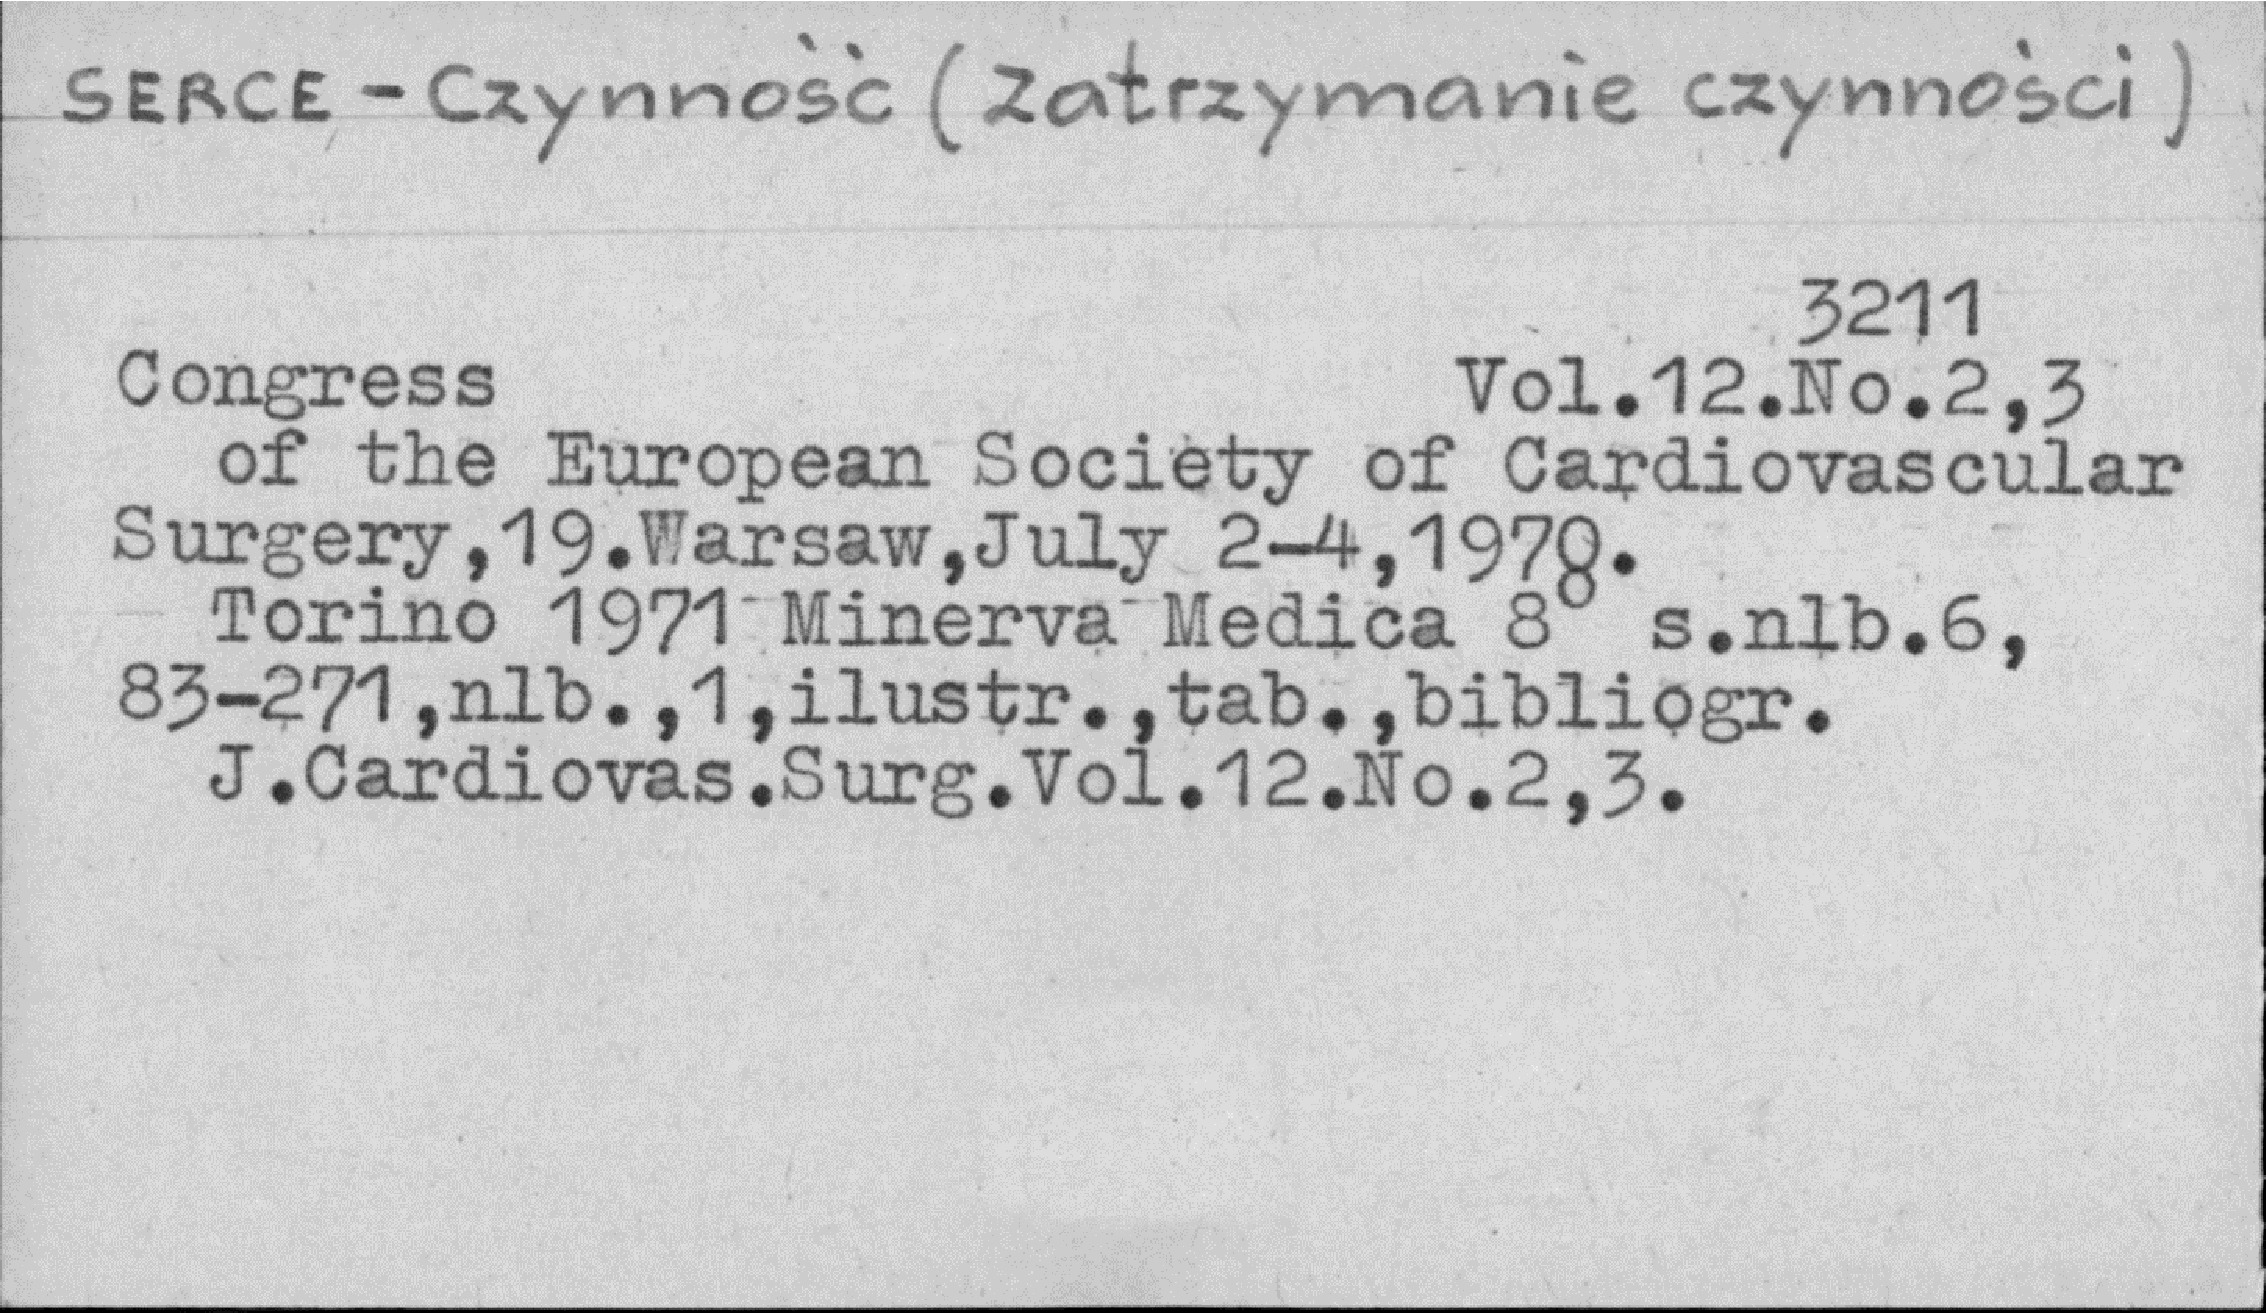 SERCE - Czynność (Zatrzymanie czynności)
3211
Congress Vol.12.No.2,3
of the European Society of Cardiovascular
Surgery,19.Warsaw,July 2-4,1970.
Torino 1971 Minerva Medica 8° s.nlb.6,
83-271,nlb.,1,ilustr.,tab.,bibliogr.
J.Cardiovas.Surg.Vol.12.No.2,3.